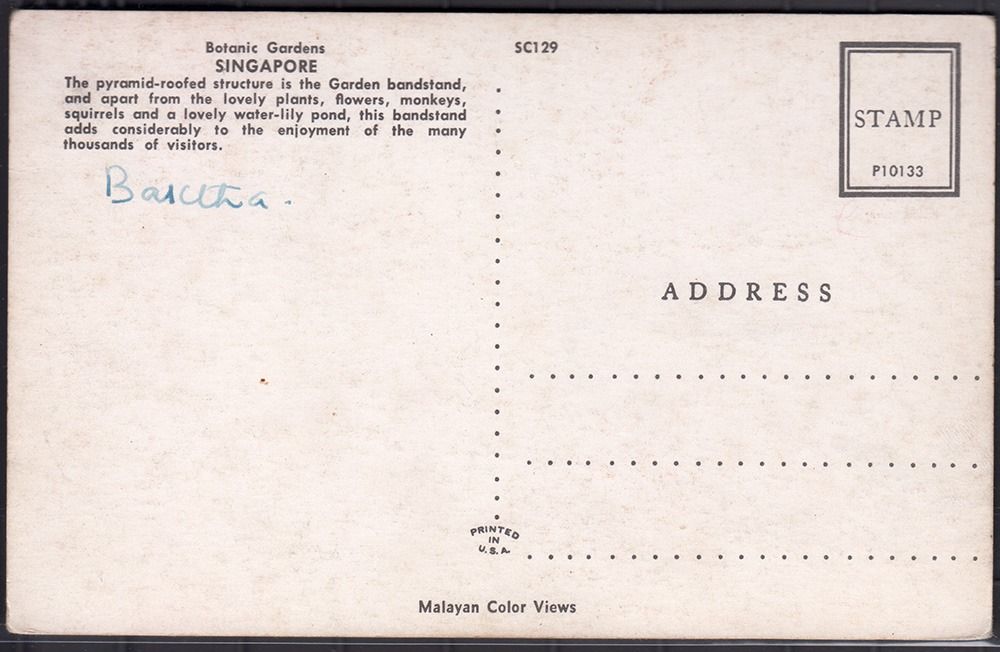 Botanic Gardens
SINGAPORE
The pyramid-roofed structure is the Garden bandstand,
and apart from the lovely plants, flowers, monkeys,
squirrels and a lovely water-lily pond, this bandstand
adds considerably to the enjoyment of the many
thousands of visitors.
SC129
STAMP
P10133
ADDRESS
PRINTED
IN
U.S.A.
Malayan Color Views